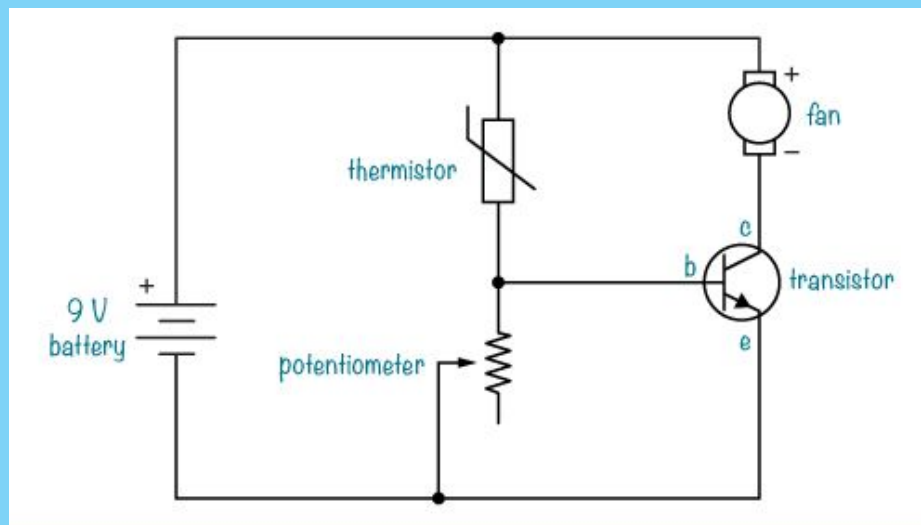 +
fan
−
thermistor
c
b
transistor
+
9 V
battery
e
potentiometer